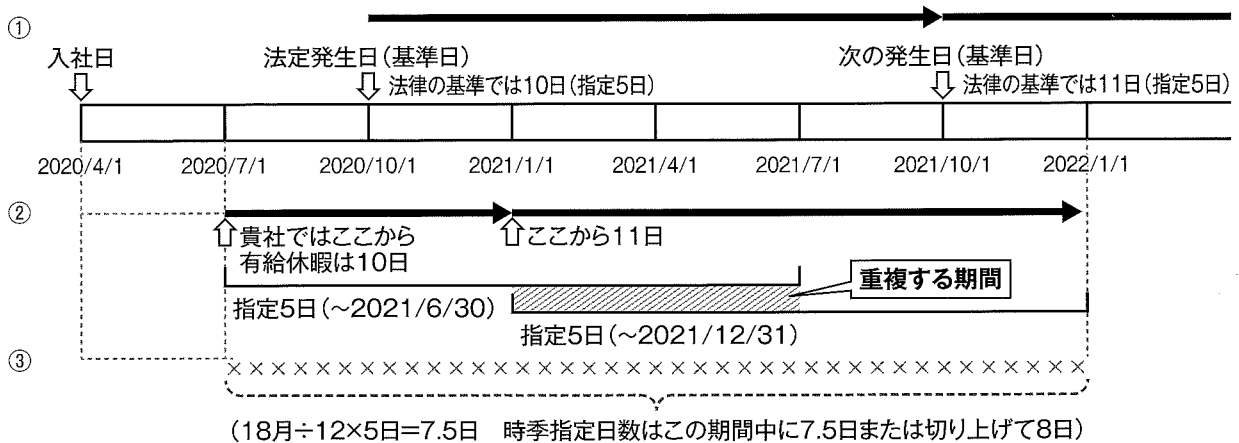 ①
入社日
法定発生日(基準日)
次の発生日(基準日)
法律の基準では10日(指定5日)
法律の基準では11日(指定5日)
2020/4/1
2020/7/1
2020/10/1
2021/1/1
2021/4/1
2021/7/1
2021/10/1
2022/1/1
②
貴社ではここから
有給休暇は10日
ここから11日
重複する期間
指定5日(~2021/6/30)
指定5日(~2021/12/31)
③
××××××××××××××××××××××××××××××××××××××××
(18月÷12×5日=7.5日 時季指定日数はこの期間中に7.5日または切り上げて8日)